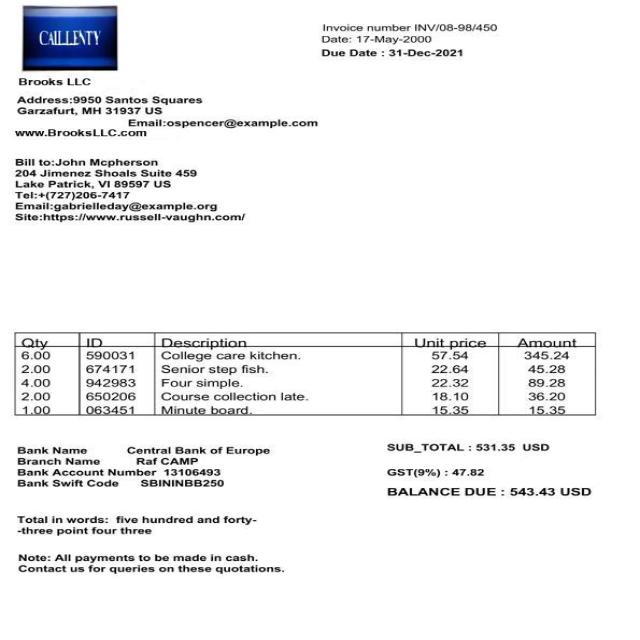 CAILLENTY
Invoice number INV/08-98/450
Date: 17-May-2000
Due Date : 31-Dec-2021
Brooks LLC
Address:9950 Santos Squares
Garzafurt, MH 31937 US
Email:ospencer@example.com
www.BrooksLLC.com
Bill to:John Mcpherson
204 Jimenez Shoals Suite 459
Lake Patrick, VI 89597 US
Tel:+(727)206-7417
Email:gabrielleday@example.org
Site:https://www.russell-vaughn.com/
Qty ID Description Unit price Amount
6.00 590031 College care kitchen. 57.54 345.24
2.00 674171 Senior step fish. 22.64 45.28
4.00 942983 Four simple. 22.32 89.28
2.00 650206 Course collection late. 18.10 36.20
1.00 063451 Minute board. 15.35 15.35
Bank Name Central Bank of Europe
Branch Name Raf CAMP
Bank Account Number 13106493
Bank Swift Code SBININBB250
SUB_TOTAL : 531.35 USD
GST(9%) : 47.82
BALANCE DUE : 543.43 USD
Total in words: five hundred and forty-
-three point four three
Note: All payments to be made in cash.
Contact us for queries on these quotations.